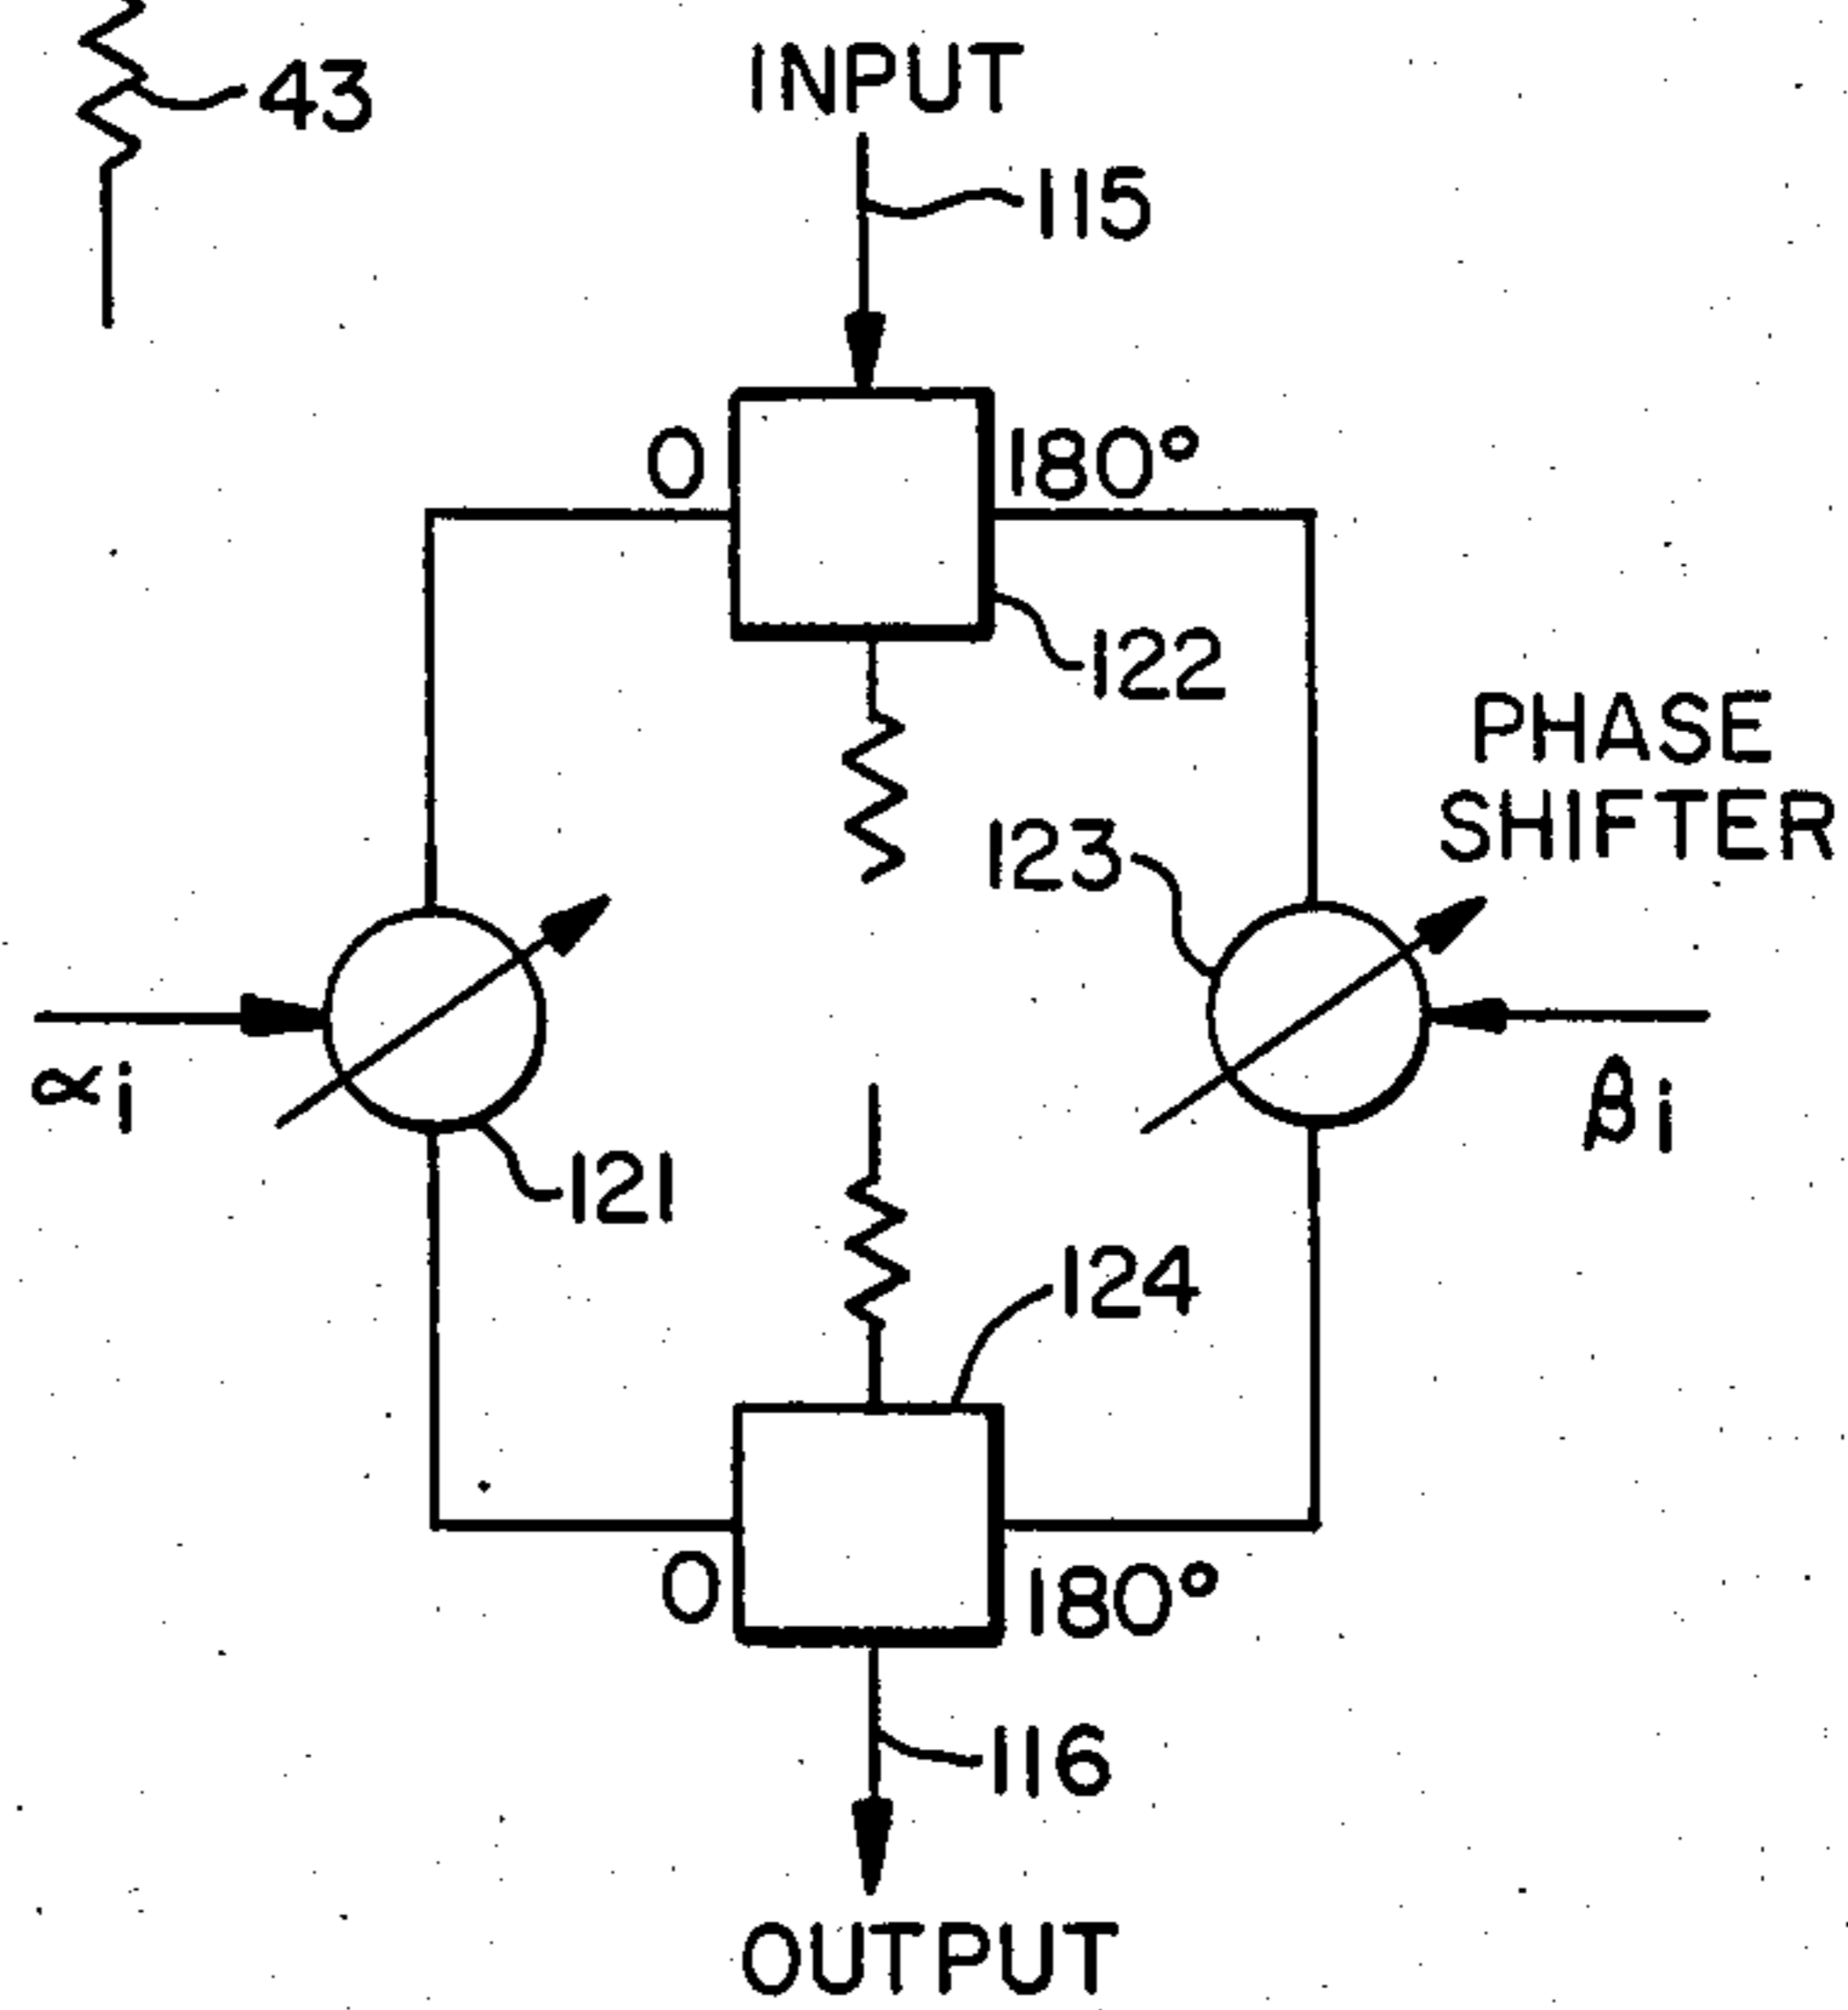 43
INPUT
115
0
180°
122
PHASE
SHIFTER
123
αi
βi
121
124
0
180°
116
OUTPUT